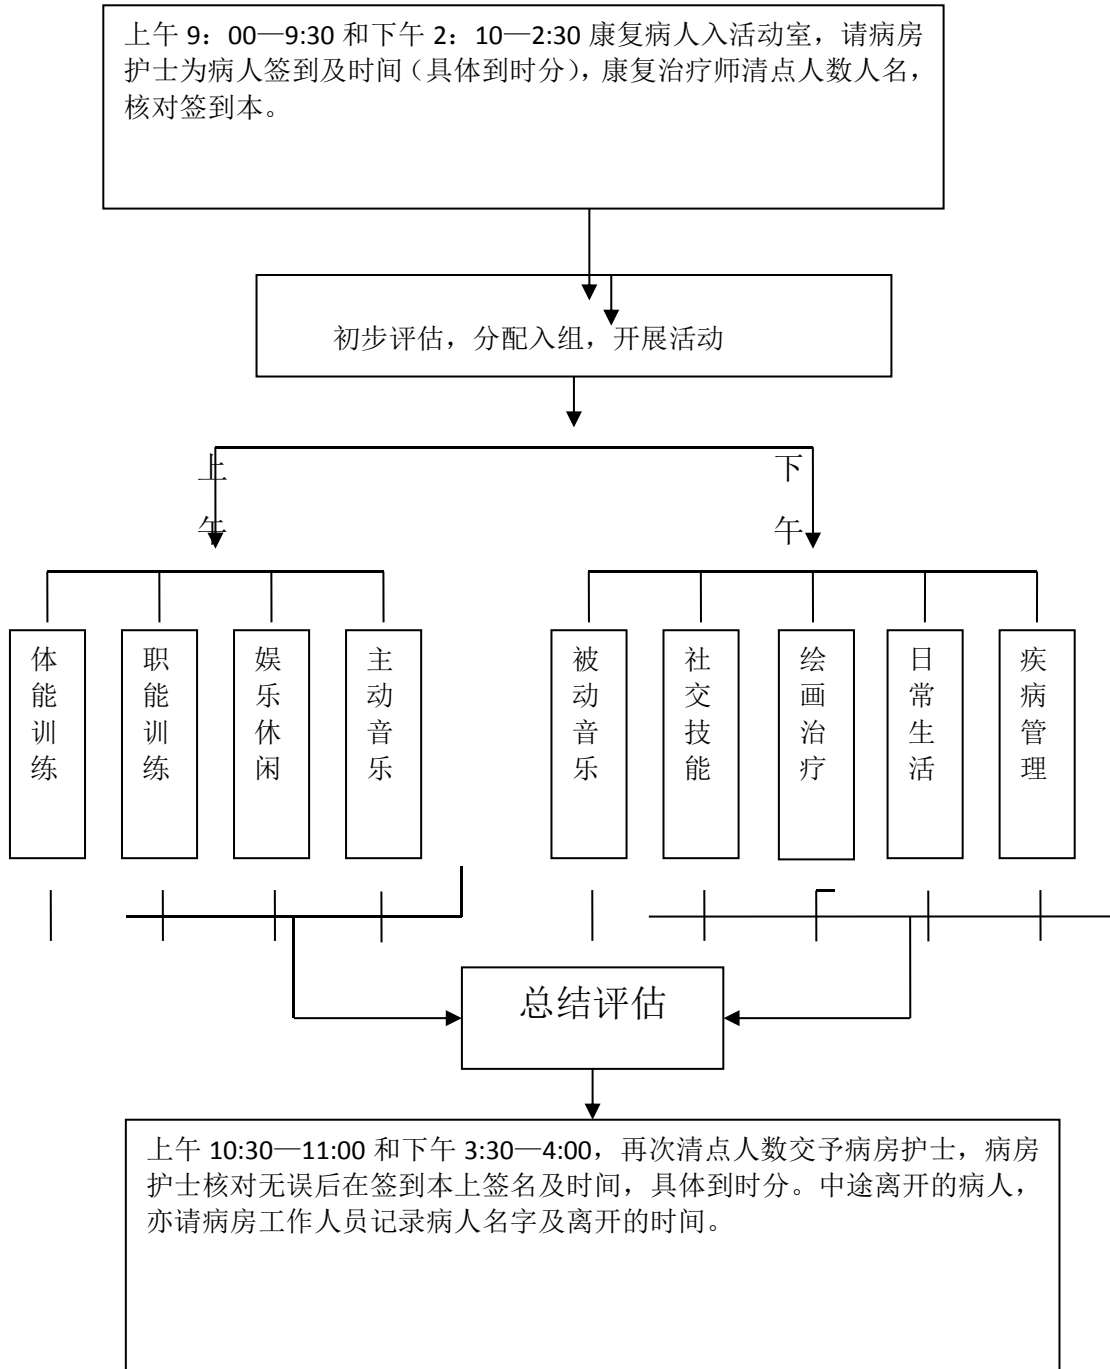 上午 9：00—9:30 和下午 2：10—2:30 康复病人入活动室，请病房
护士为病人签到及时间（具体到时分），康复治疗师清点人数人名，
核对签到本。
初步评估，分配入组，开展活动
上午
下午
体能训练
职能训练
娱乐休闲
主动音乐
被动音乐
社交技能
绘画治疗
日常生活
疾病管理
总结评估
上午 10:30—11:00 和下午 3:30—4:00，再次清点人数交予病房护士，病房
护士核对无误后在签到本上签名及时间，具体到时分。中途离开的病人，
亦请病房工作人员记录病人名字及离开的时间。